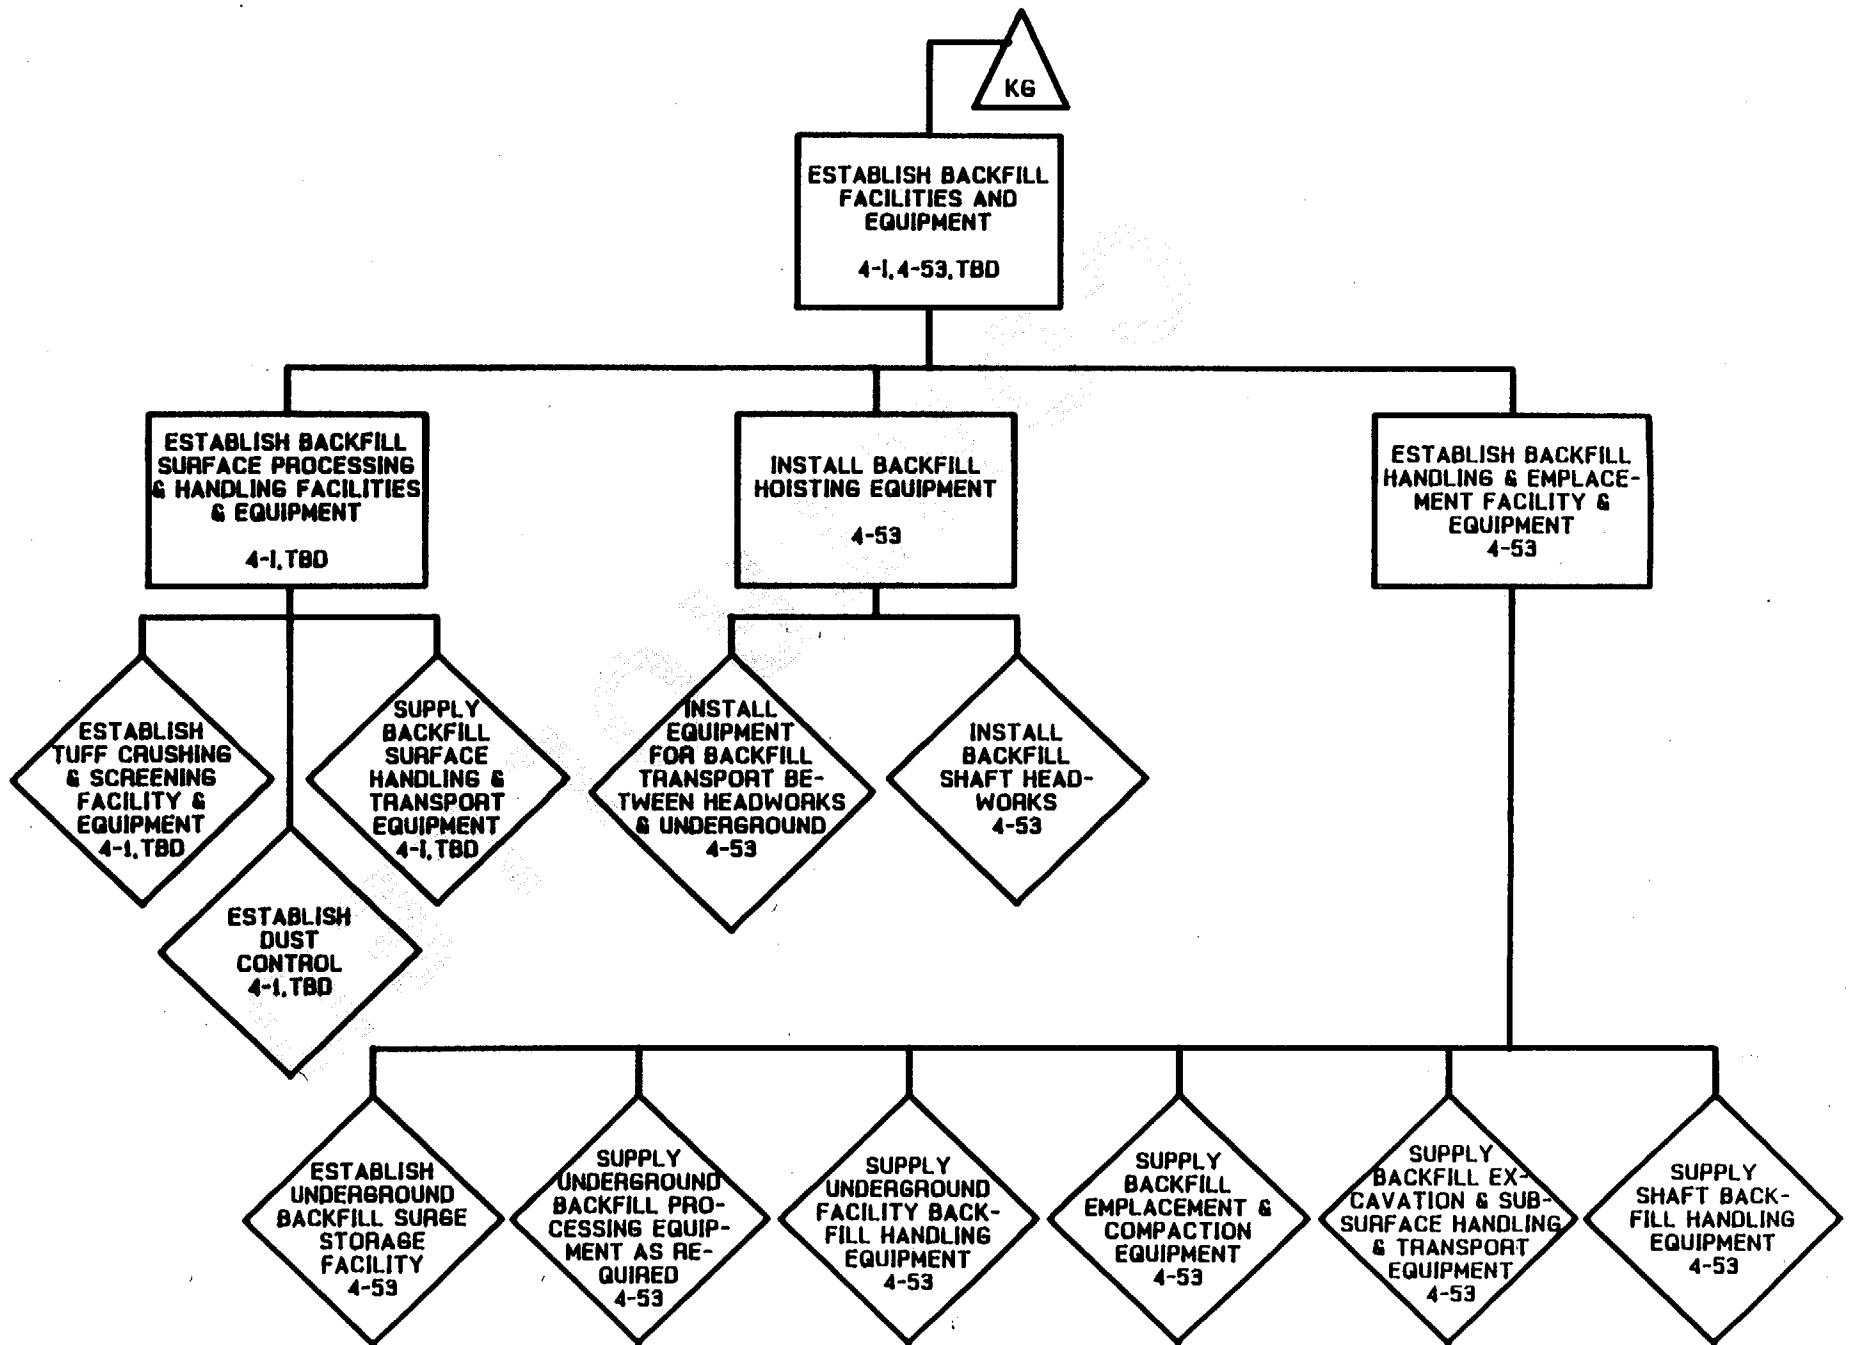 KG
ESTABLISH BACKFILL
FACILITIES AND
EQUIPMENT
4-1,4-53,TBD
ESTABLISH BACKFILL
SURFACE PROCESSING
& HANDLING FACILITIES
& EQUIPMENT
4-1,TBD
INSTALL BACKFILL
HOISTING EQUIPMENT
4-53
ESTABLISH BACKFILL
HANDLING & EMPLACE-
MENT FACILITY &
EQUIPMENT
4-53
ESTABLISH
TUFF CRUSHING
& SCREENING
FACILITY &
EQUIPMENT
4-1,TBD
ESTABLISH
DUST
CONTROL
4-1,TBD
SUPPLY
BACKFILL
SURFACE
HANDLING &
TRANSPORT
EQUIPMENT
4-1,TBD
INSTALL
EQUIPMENT
FOR BACKFILL
TRANSPORT BE-
TWEEN HEADWORKS
& UNDERGROUND
4-53
INSTALL
BACKFILL
SHAFT HEAD-
WORKS
4-53
ESTABLISH
UNDERGROUND
BACKFILL SURGE
STORAGE
FACILITY
4-53
SUPPLY
UNDERGROUND
BACKFILL PRO-
CESSING EQUIP-
MENT AS RE-
QUIRED
4-53
SUPPLY
UNDERGROUND
FACILITY BACK-
FILL HANDLING
EQUIPMENT
4-53
SUPPLY
BACKFILL
EMPLACEMENT &
COMPACTION
EQUIPMENT
4-53
SUPPLY
BACKFILL EX-
CAVATION & SUB-
SURFACE HANDLING
& TRANSPORT
EQUIPMENT
4-53
SUPPLY
SHAFT BACK-
FILL HANDLING
EQUIPMENT
4-53